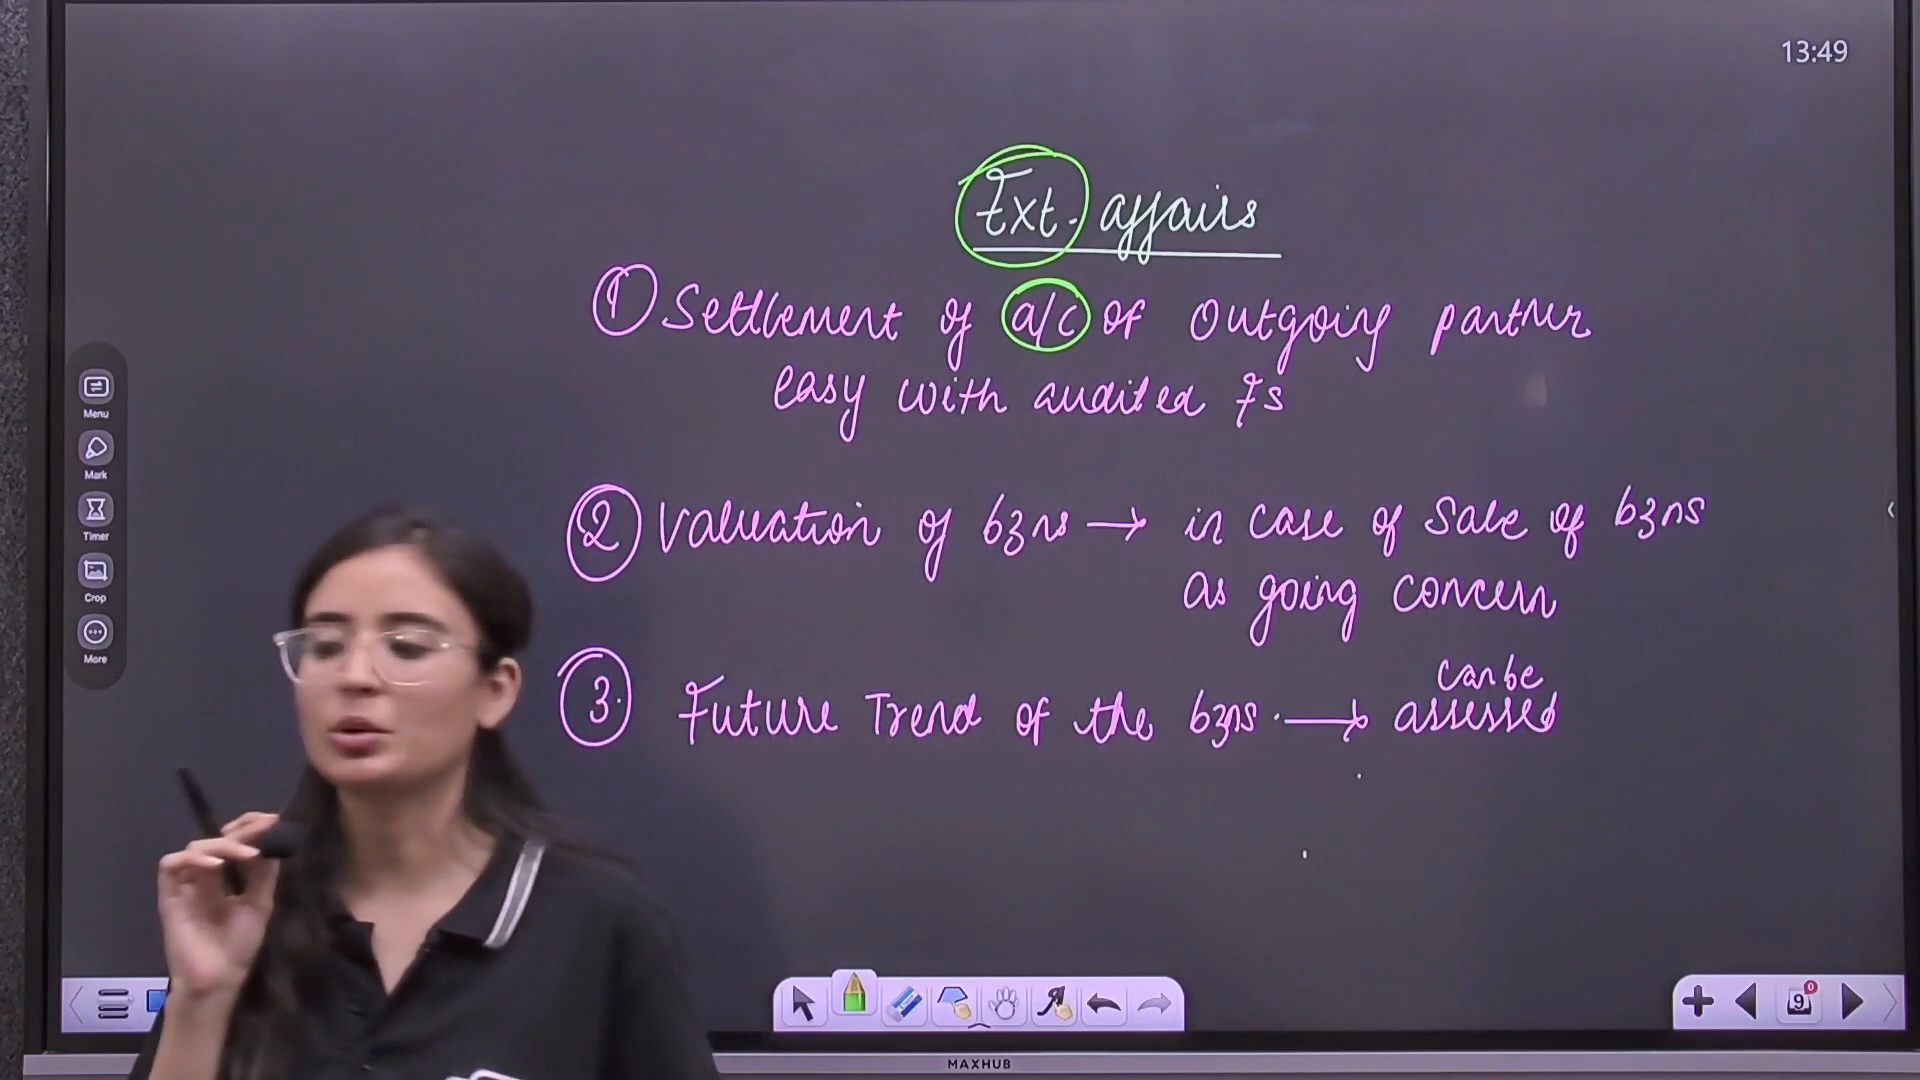 13:49
Ext. affairs
① Settlement of a/c of Outgoing partner
easy with audited Fs
② Valuation of bzns → in case of Sale of bzns
as going concern
can be
③ Future Trend of the bzns. → assessed
Menu
Mark
Timer
Crop
More
9
0
MAXHUB